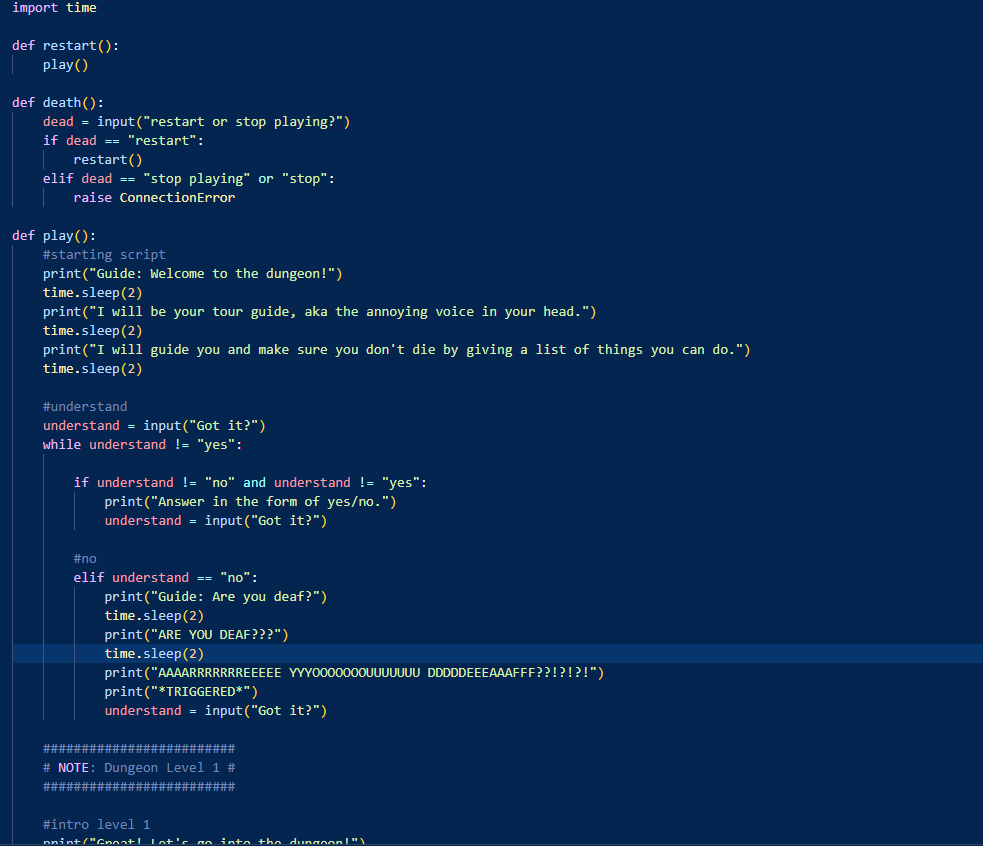 import time
def restart():
play()
def death():
dead = input("restart or stop playing?")
if dead == "restart":
restart()
elif dead == "stop playing" or "stop":
raise ConnectionError
def play():
#starting script
print("Guide: Welcome to the dungeon!")
time.sleep(2)
print("I will be your tour guide, aka the annoying voice in your head.")
time.sleep(2)
print("I will guide you and make sure you don't die by giving a list of things you can do.")
time.sleep(2)
#understand
understand = input("Got it?")
while understand != "yes":
if understand != "no" and understand != "yes":
print("Answer in the form of yes/no.")
understand = input("Got it?")
#no
elif understand == "no":
print("Guide: Are you deaf?")
time.sleep(2)
print("ARE YOU DEAF???")
time.sleep(2)
print("AAAARRRRRRREEEEE YYYOOOOOOOUUUUUUU DDDDDEEEAAAFFF??!?!?!")
print("*TRIGGERED*")
understand = input("Got it?")
#########################
# NOTE: Dungeon Level 1 #
#########################
#intro level 1
print("Great! Let's go into the dungeon!")